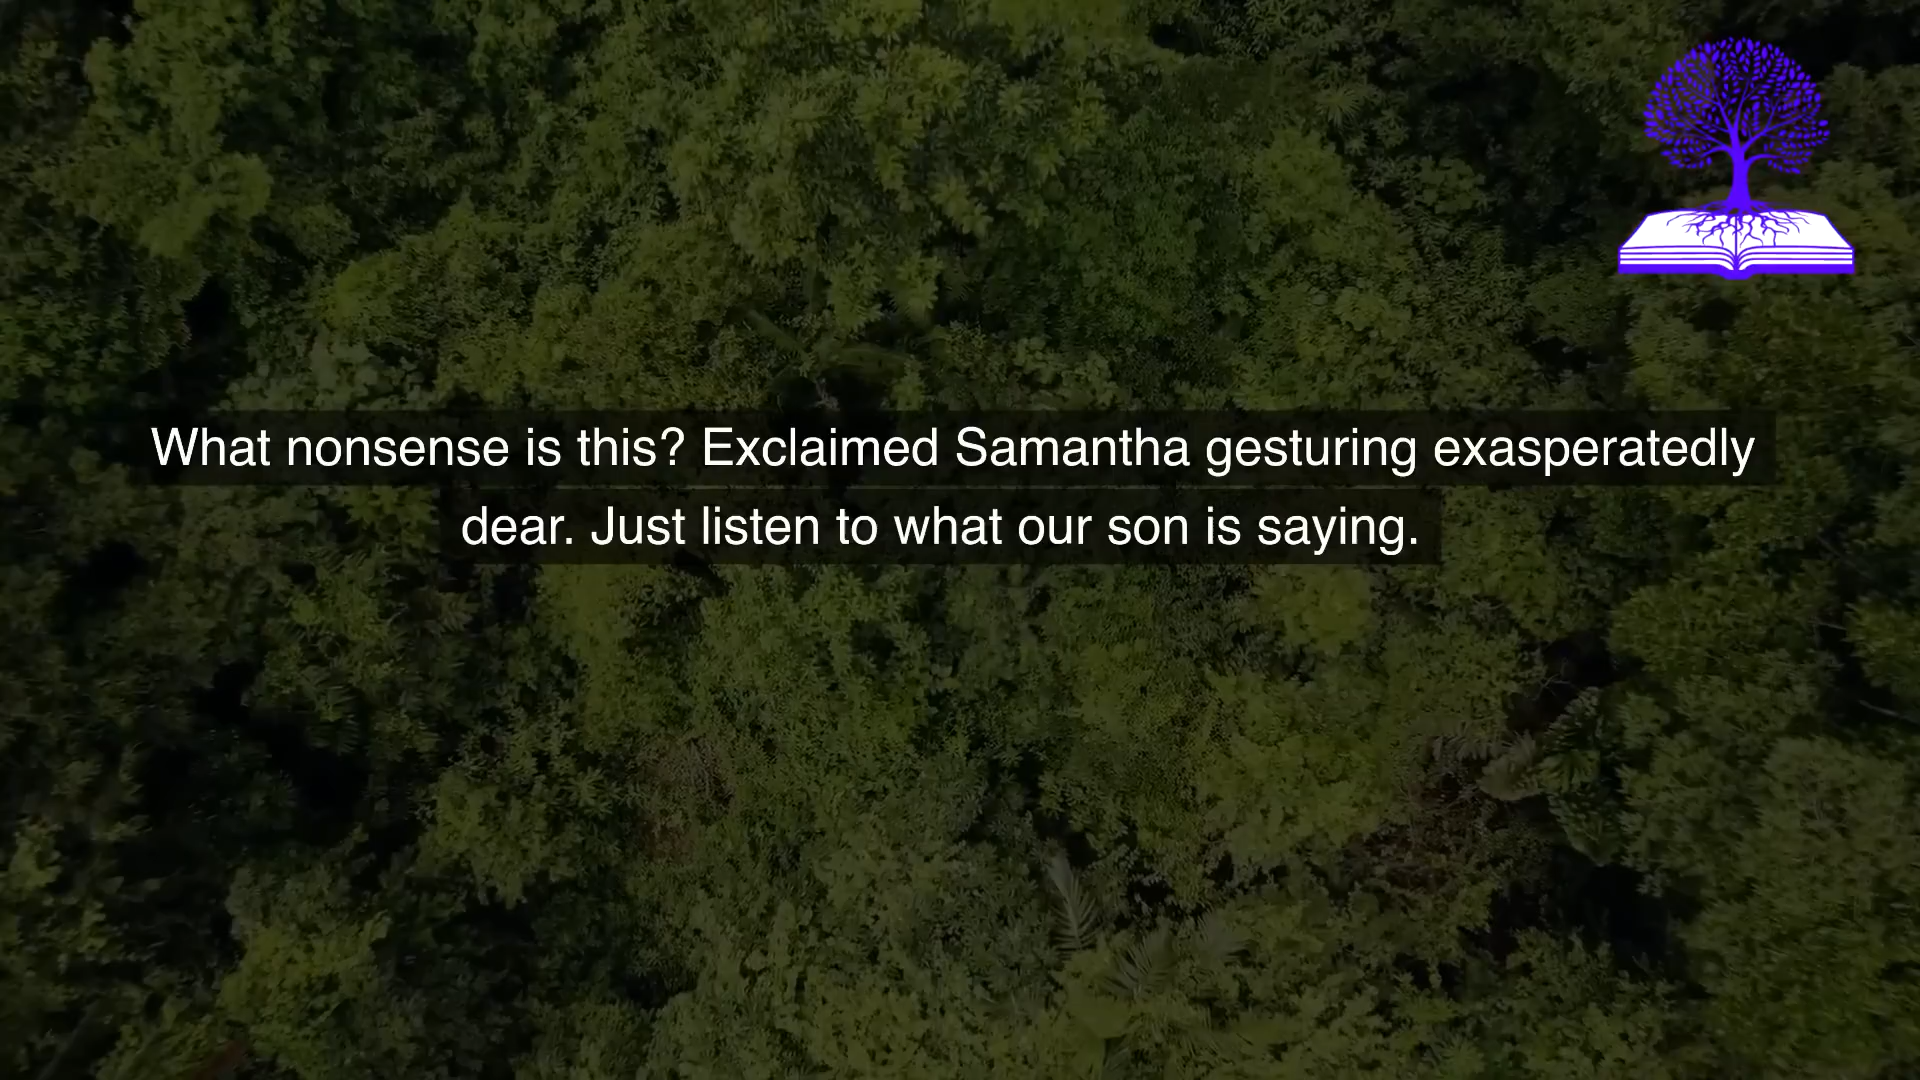 What nonsense is this? Exclaimed Samantha gesturing exasperatedly
dear. Just listen to what our son is saying.